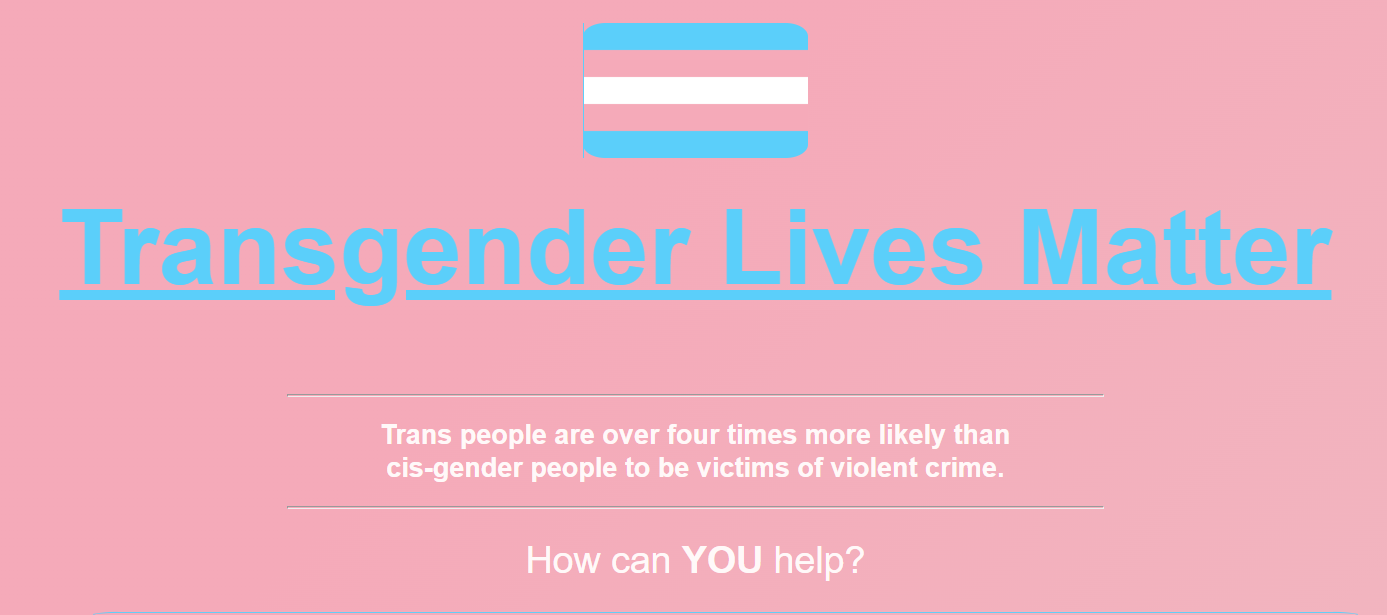 Transgender Lives Matter
Trans people are over four times more likely than
cis-gender people to be victims of violent crime.
How can YOU help?